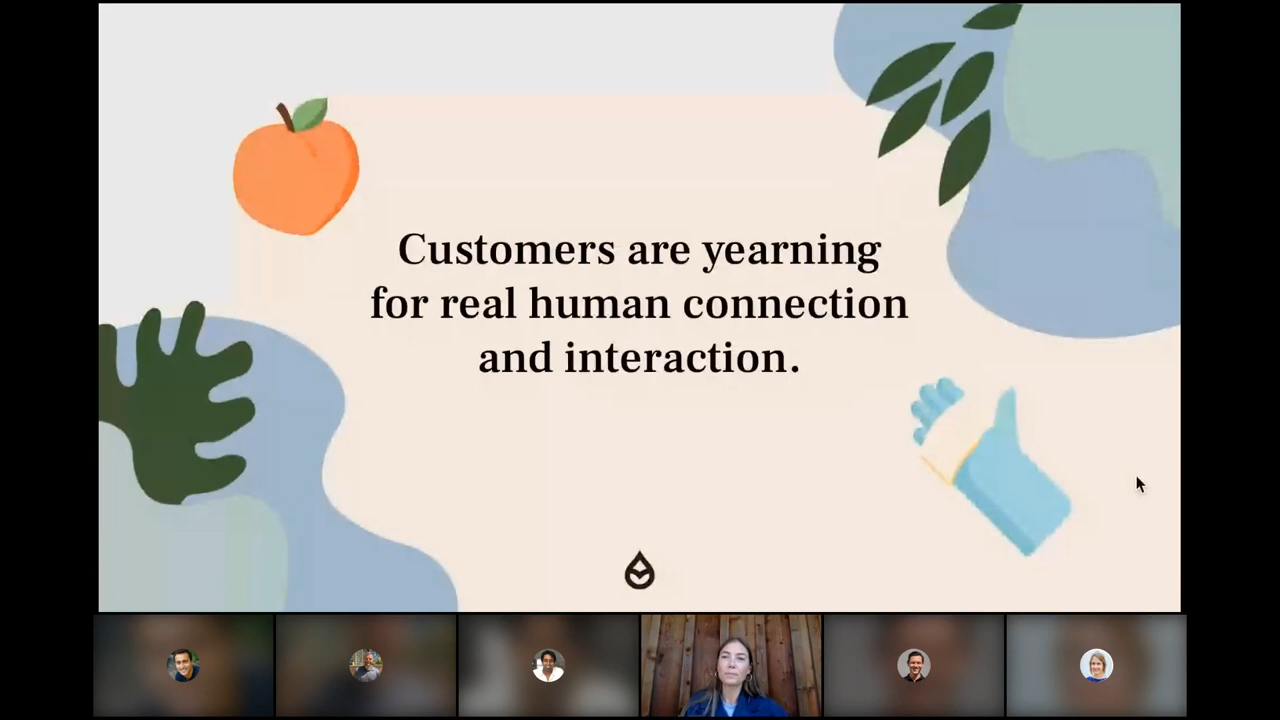 Customers are yearning
for real human connection
and interaction.